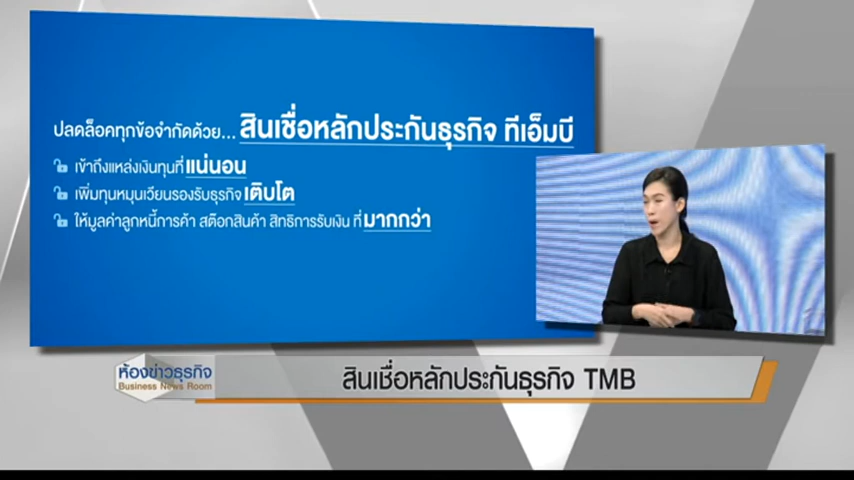 ปลดล็อคทุกข้อจำกัดด้วย... สินเชื่อหลักประกันธุรกิจ ทีเอ็มบี
เข้าถึงแหล่งเงินทุนที่แน่นอน
เพิ่มทุนหมุนเวียนรองรับธุรกิจเติบโต
ให้มูลค่าลูกหนี้การค้า สต๊อกสินค้า สิทธิการรับเงิน ที่มากกว่า
ห้องข่าวธุรกิจ
Business News Room
สินเชื่อหลักประกันธุรกิจ TMB